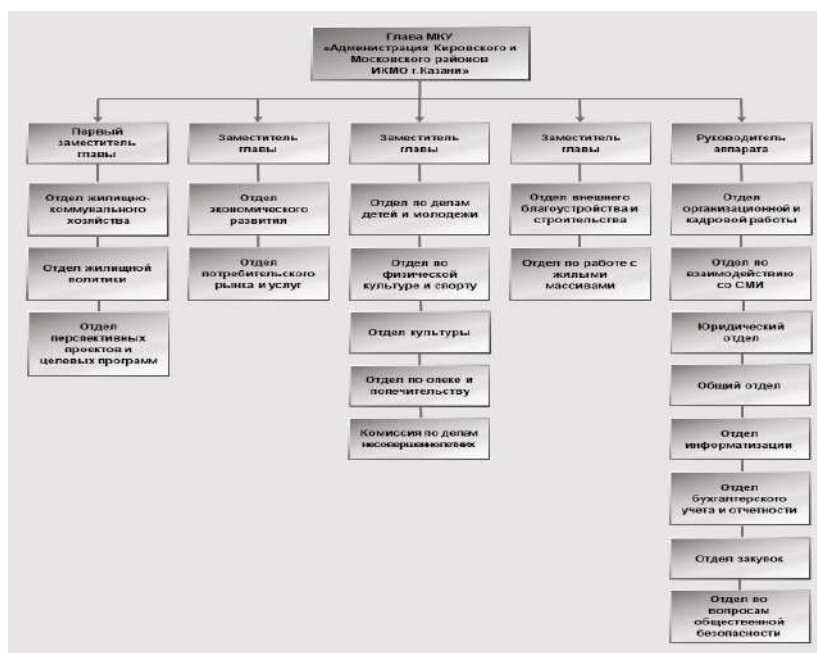 Глава МКУ
«Администрация Кировского и
Московского районов
ИКМО г.Казани»
Первый
заместитель
главы
Отдел жилищно-
коммунального
хозяйства
Отдел жилищной
политики
Отдел
перспективных
проектов и
целевых программ
Заместитель
главы
Отдел
экономического
развития
Отдел
потребительского
рынка и услуг
Заместитель
главы
Отдел по делам
детей и молодежи
Отдел по
физической
культуре и спорту
Отдел культуры
Отдел по опеке и
попечительству
Комиссия по делам
несовершеннолетних
Заместитель
главы
Отдел внешнего
благоустройства и
строительства
Отдел по работе с
жилыми
массивами
Руководитель
аппарата
Отдел
организационной и
кадровой работы
Отдел по
взаимодействию
со СМИ
Юридический
отдел
Общий отдел
Отдел
информатизации
Отдел
бухгалтерского
учета и отчетности
Отдел закупок
Отдел по
вопросам
общественной
безопасности